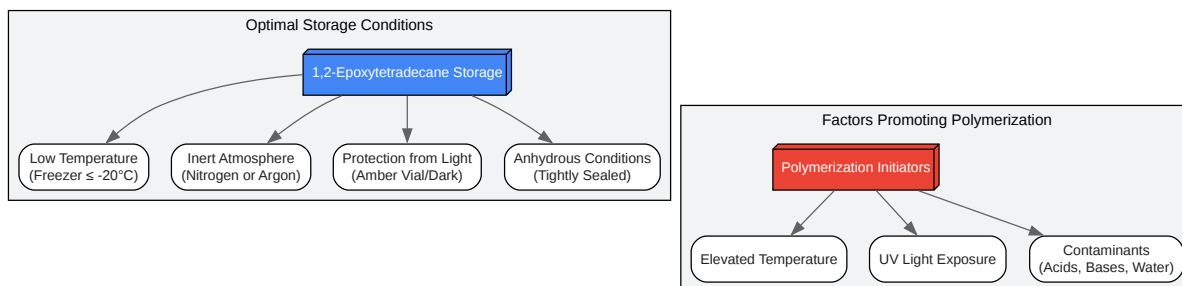 Optimal Storage Conditions
1,2-Epoxytetradecane Storage
Low Temperature
(Freezer ≤ -20°C)
Inert Atmosphere
(Nitrogen or Argon)
Protection from Light
(Amber Vial/Dark)
Anhydrous Conditions
(Tightly Sealed)
Factors Promoting Polymerization
Polymerization Initiators
Elevated Temperature
UV Light Exposure
Contaminants
(Acids, Bases, Water)